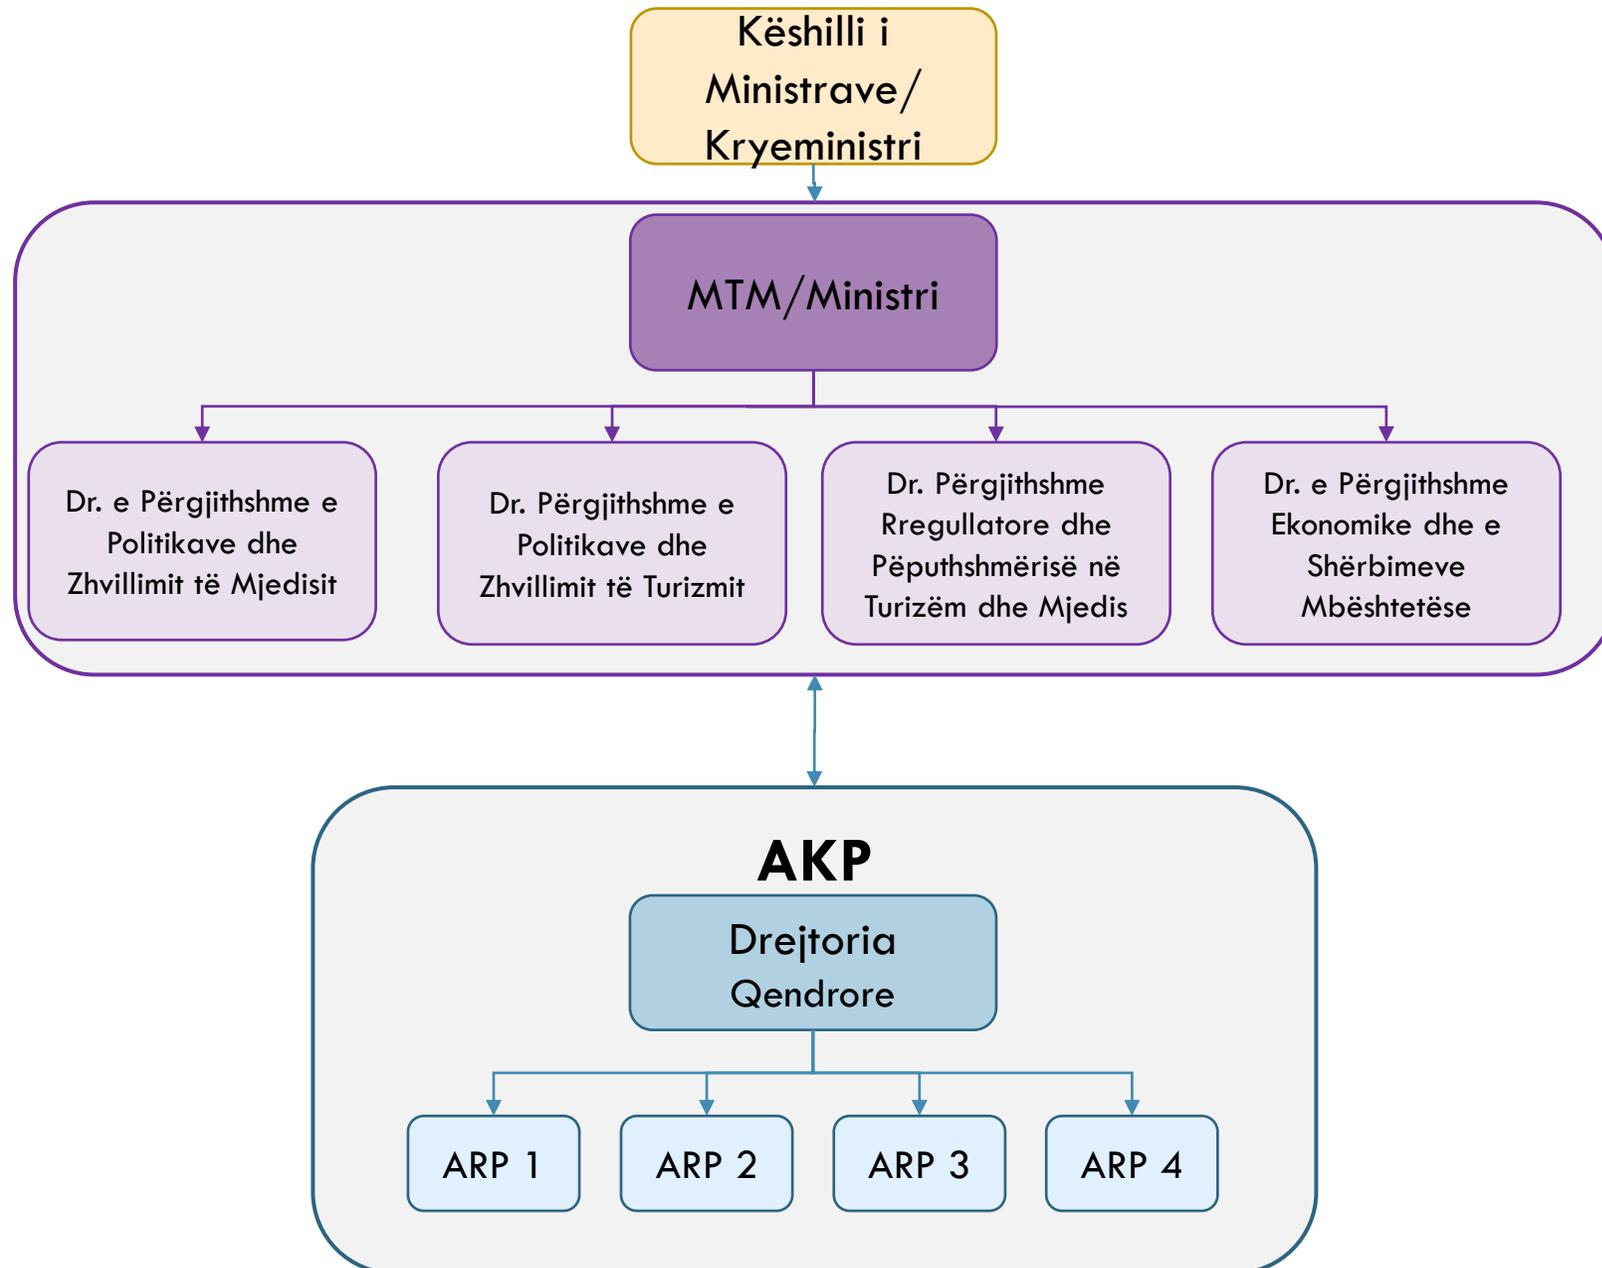 Këshilli i
Ministrave/
Kryeministri
MTM/Ministri
Dr. e Përgjithshme e
Politikave dhe
Zhvillimit të Mjedisit
Dr. Përgjithshme e
Politikave dhe
Zhvillimit të Turizmit
Dr. Përgjithshme
Rregullatore dhe
Pëputhshmërisë në
Turizëm dhe Mjedis
Dr. e Përgjithshme
Ekonomike dhe e
Shërbimeve
Mbështetëse
AKP
Drejtoria
Qendrore
ARP 1
ARP 2
ARP 3
ARP 4